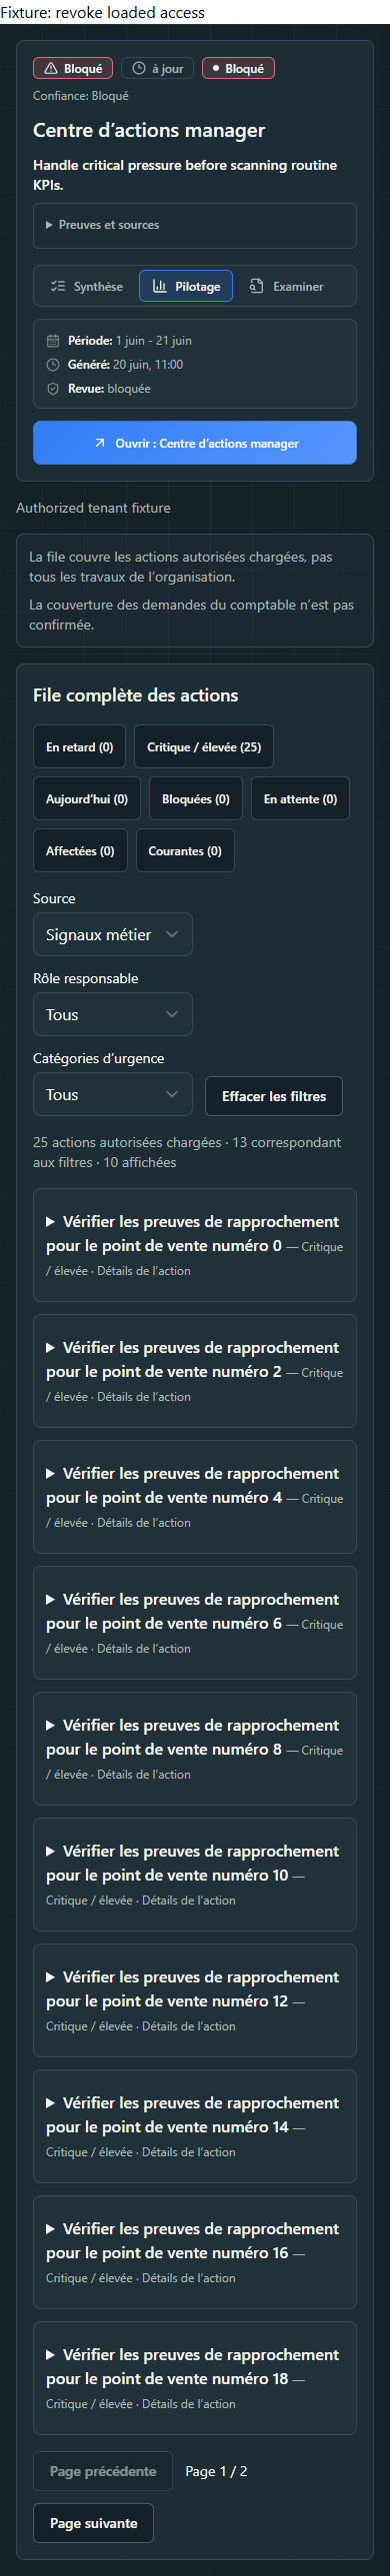 Fixture: revoke loaded access
Bloqué
à jour
Bloqué
Confiance: Bloqué
Centre d’actions manager
Handle critical pressure before scanning routine
KPIs.
Preuves et sources
Synthèse
Pilotage
Examiner
Période: 1 juin - 21 juin
Généré: 20 juin, 11:00
Revue: bloquée
Ouvrir : Centre d’actions manager
Authorized tenant fixture
La file couvre les actions autorisées chargées, pas
tous les travaux de l’organisation.
La couverture des demandes du comptable n’est pas
confirmée.
File complète des actions
En retard (0)
Critique / élevée (25)
Aujourd’hui (0)
Bloquées (0)
En attente (0)
Affectées (0)
Courantes (0)
Source
Signaux métier
Rôle responsable
Tous
Catégories d’urgence
Tous
Effacer les filtres
25 actions autorisées chargées · 13 correspondant
aux filtres · 10 affichées
Vérifier les preuves de rapprochement
pour le point de vente numéro 0 — Critique
/ élevée · Détails de l’action
Vérifier les preuves de rapprochement
pour le point de vente numéro 2 — Critique
/ élevée · Détails de l’action
Vérifier les preuves de rapprochement
pour le point de vente numéro 4 — Critique
/ élevée · Détails de l’action
Vérifier les preuves de rapprochement
pour le point de vente numéro 6 — Critique
/ élevée · Détails de l’action
Vérifier les preuves de rapprochement
pour le point de vente numéro 8 — Critique
/ élevée · Détails de l’action
Vérifier les preuves de rapprochement
pour le point de vente numéro 10 —
Critique / élevée · Détails de l’action
Vérifier les preuves de rapprochement
pour le point de vente numéro 12 —
Critique / élevée · Détails de l’action
Vérifier les preuves de rapprochement
pour le point de vente numéro 14 —
Critique / élevée · Détails de l’action
Vérifier les preuves de rapprochement
pour le point de vente numéro 16 —
Critique / élevée · Détails de l’action
Vérifier les preuves de rapprochement
pour le point de vente numéro 18 —
Critique / élevée · Détails de l’action
Page précédente
Page 1 / 2
Page suivante